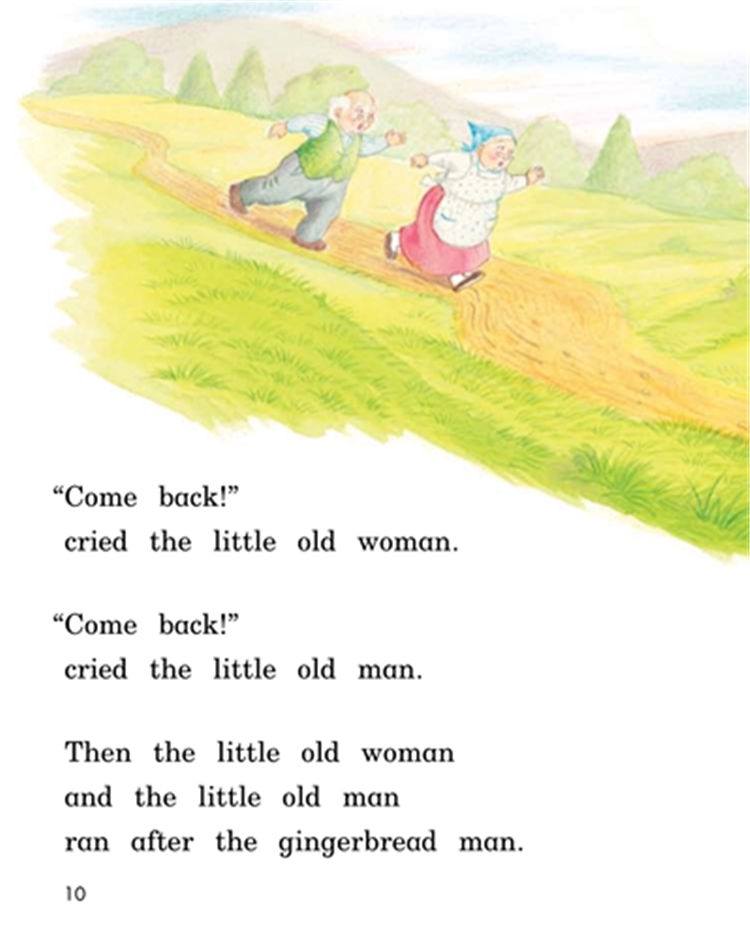 “Come back!”
cried the little old woman.
“Come back!”
cried the little old man.
Then the little old woman
and the little old man
ran after the gingerbread man.
10